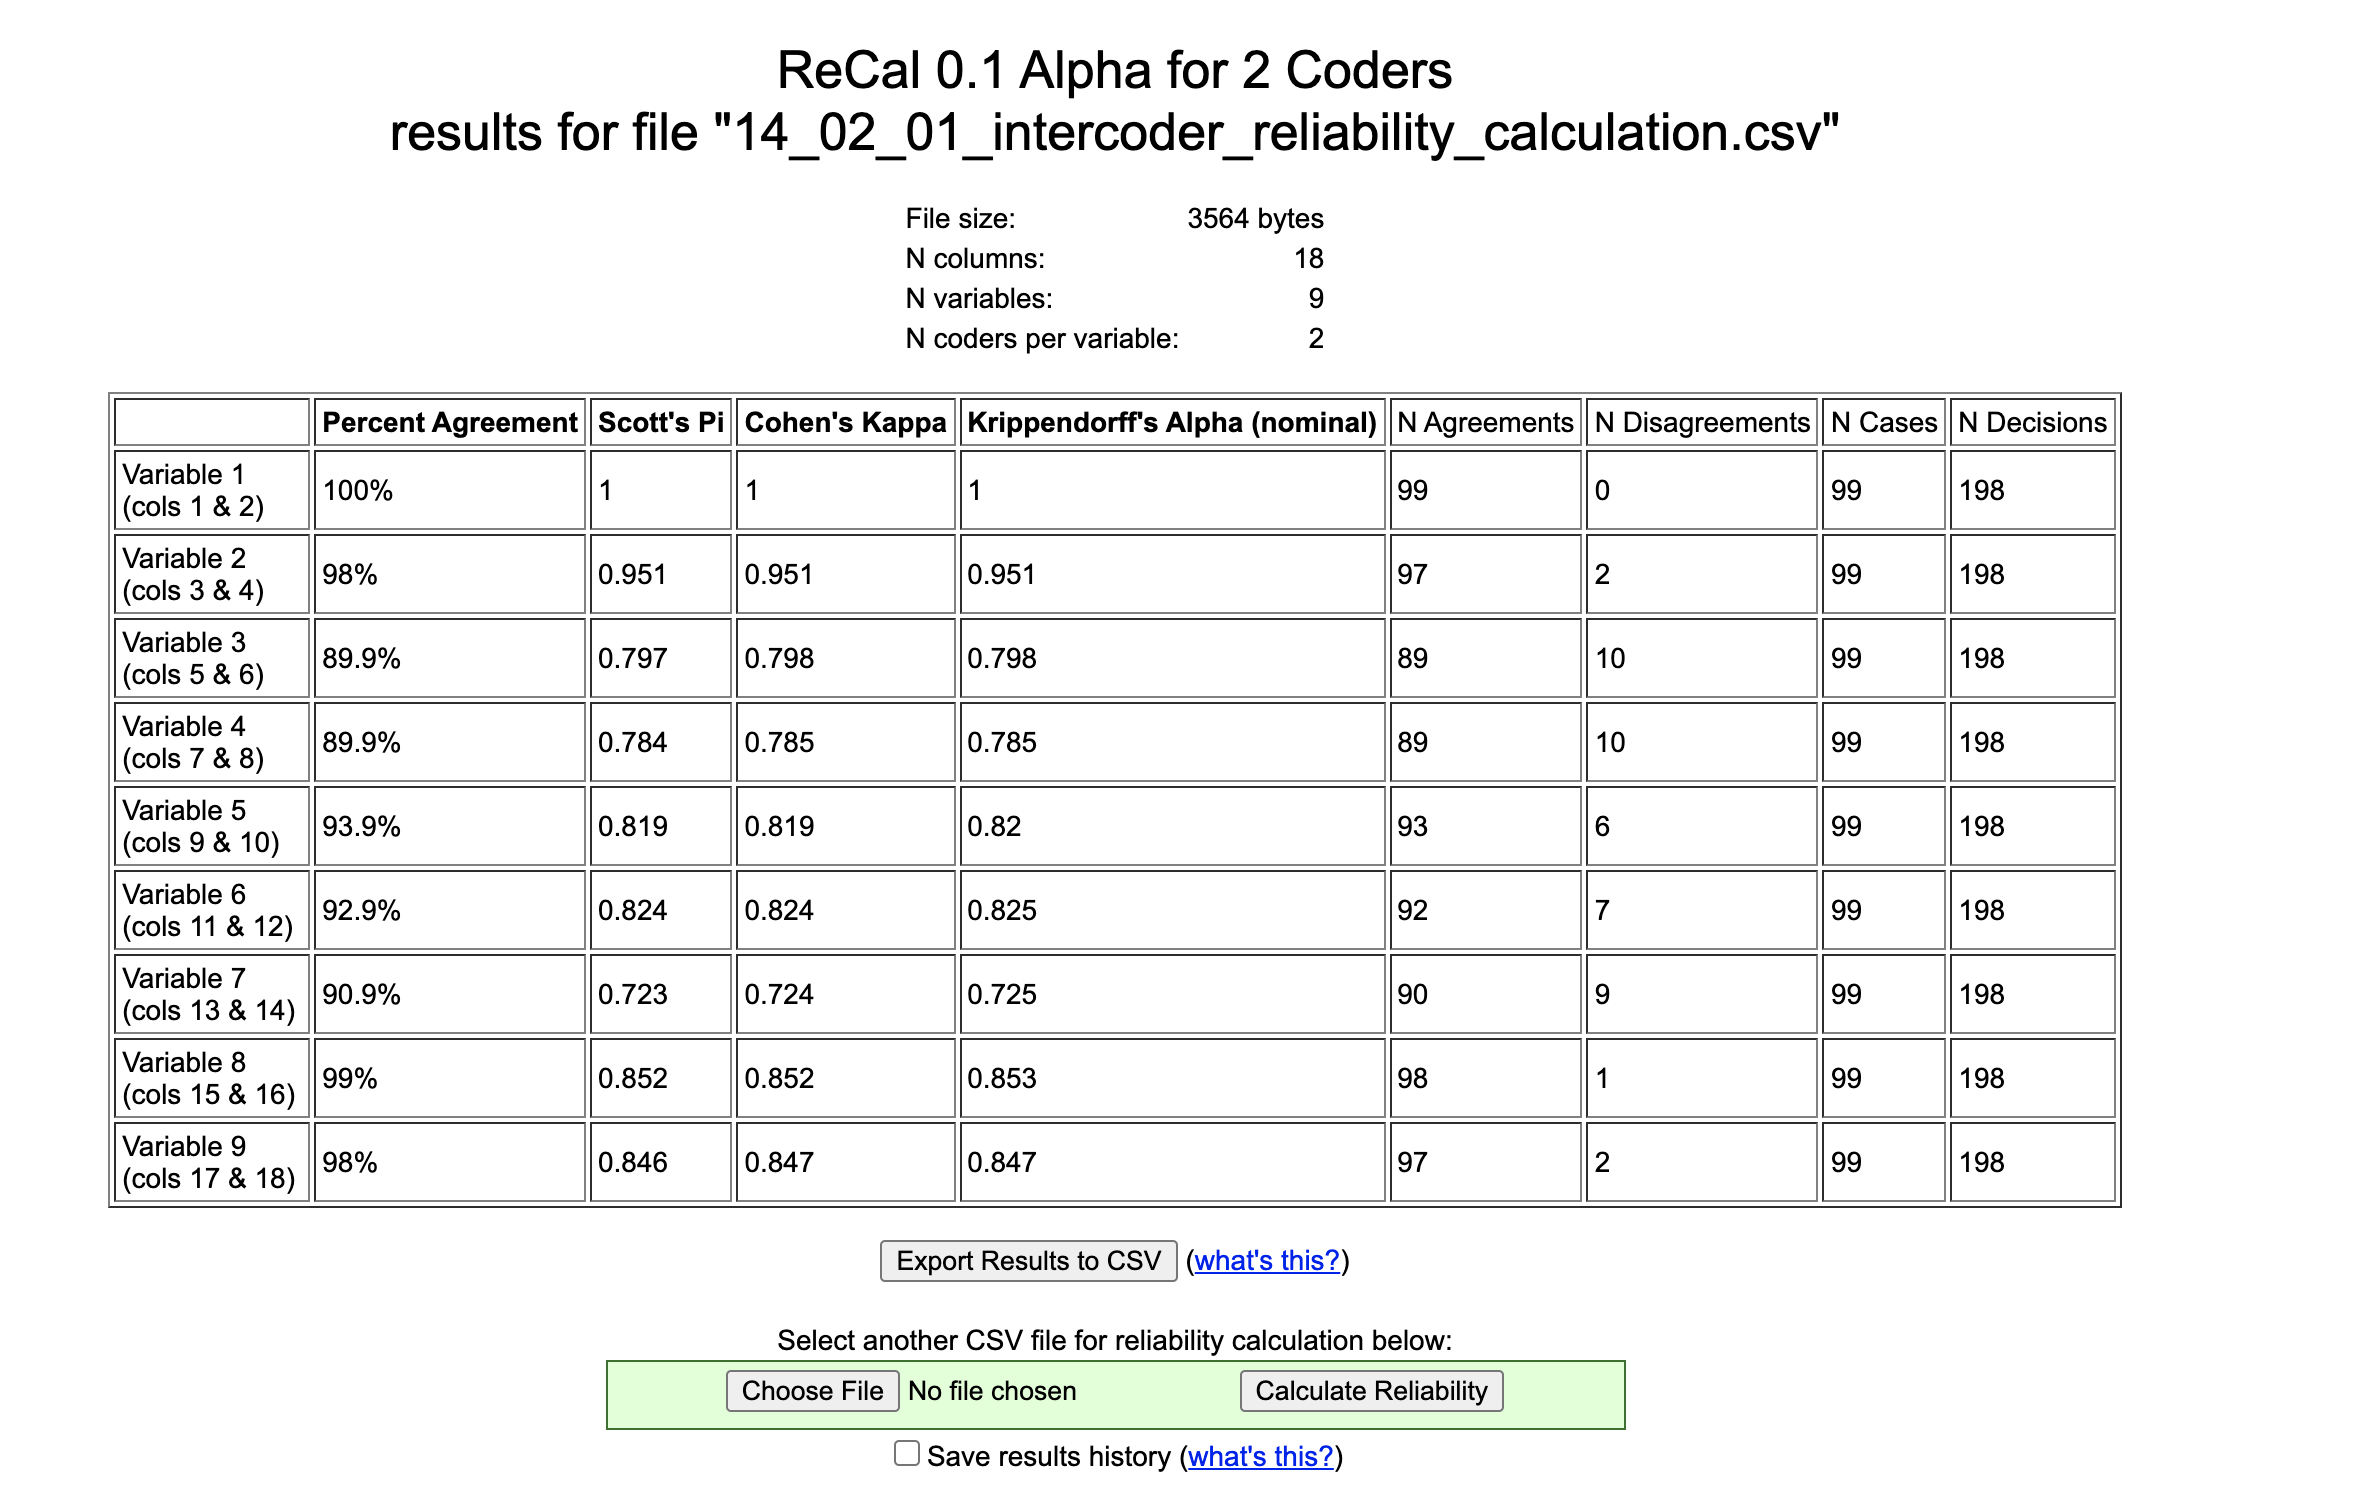 ReCal 0.1 Alpha for 2 Coders
results for file "14_02_01_intercoder_reliability_calculation.csv"
File size: 3564 bytes
N columns: 18
N variables: 9
N coders per variable: 2
Percent Agreement Scott's Pi Cohen's Kappa Krippendorff's Alpha (nominal) N Agreements N Disagreements N Cases N Decisions
Variable 1
(cols 1 & 2) 100% 1 1 1 99 0 99 198
Variable 2
(cols 3 & 4) 98% 0.951 0.951 0.951 97 2 99 198
Variable 3
(cols 5 & 6) 89.9% 0.797 0.798 0.798 89 10 99 198
Variable 4
(cols 7 & 8) 89.9% 0.784 0.785 0.785 89 10 99 198
Variable 5
(cols 9 & 10) 93.9% 0.819 0.819 0.82 93 6 99 198
Variable 6
(cols 11 & 12) 92.9% 0.824 0.824 0.825 92 7 99 198
Variable 7
(cols 13 & 14) 90.9% 0.723 0.724 0.725 90 9 99 198
Variable 8
(cols 15 & 16) 99% 0.852 0.852 0.853 98 1 99 198
Variable 9
(cols 17 & 18) 98% 0.846 0.847 0.847 97 2 99 198
Export Results to CSV (what's this?)
Select another CSV file for reliability calculation below:
Choose File No file chosen Calculate Reliability
Save results history (what's this?)